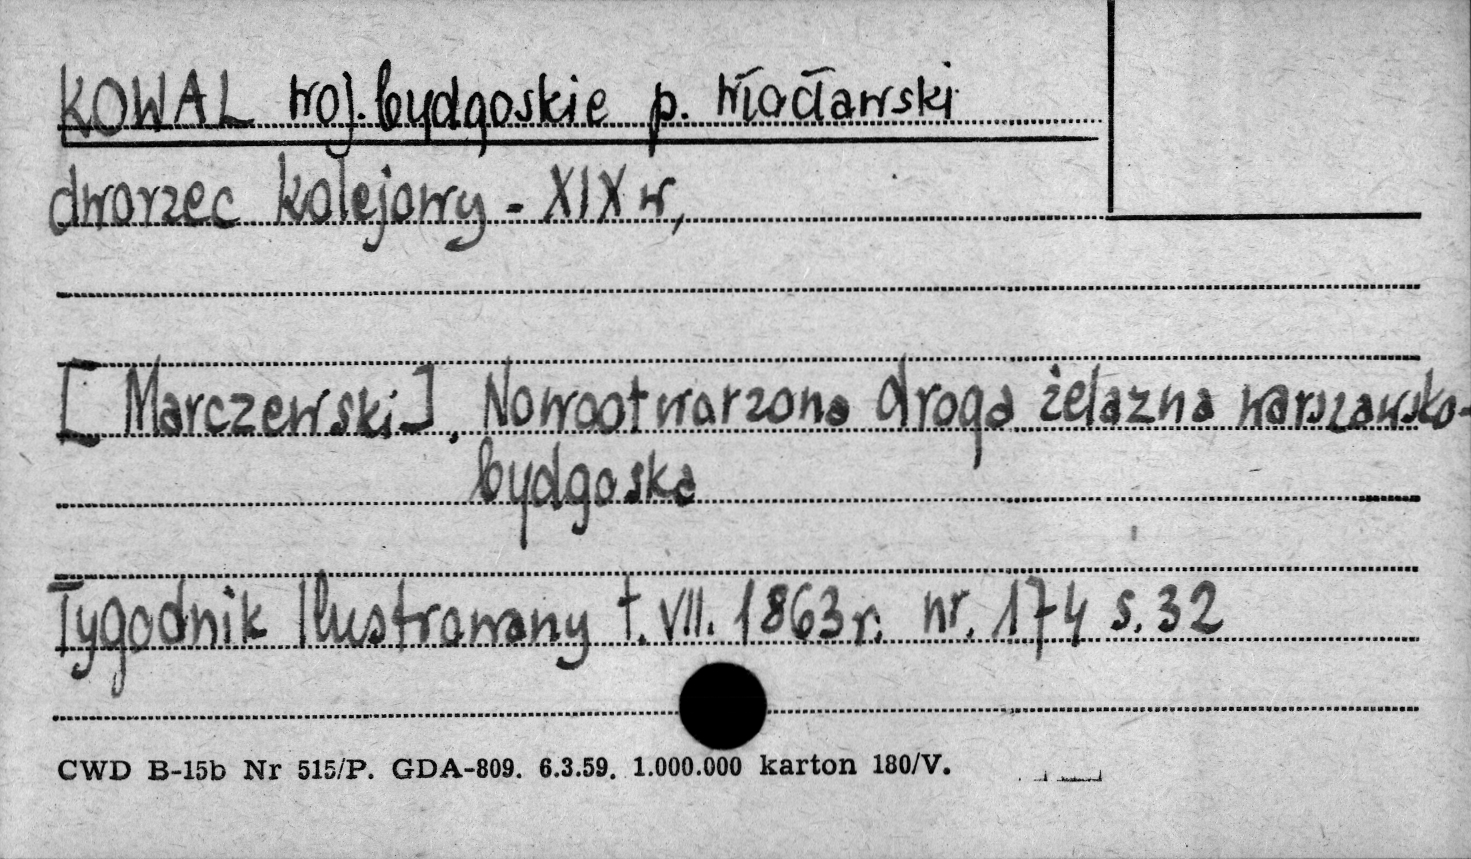 KOWAL woj. bydgoskie p. włocławski
dworzec kolejowy - XIX w,
[Marczewski], Nowootwarzona droga żelazna warszawsko-
bydgoska
Tygodnik Ilustrowany t. VII. 1863r. nr. 174 s. 32
CWD B-15b Nr 515/P. GDA-809. 6.3.59. 1.000.000 karton 180/V.